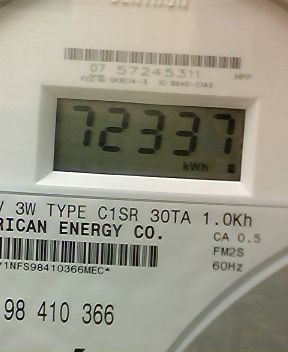 07 57245311
72337
kWh
3W TYPE C1SR 30TA 1.0Kh
RICAN ENERGY CO.
CA 0.5
FM2S
60Hz
1NFS98410366MEC*
98 410 366